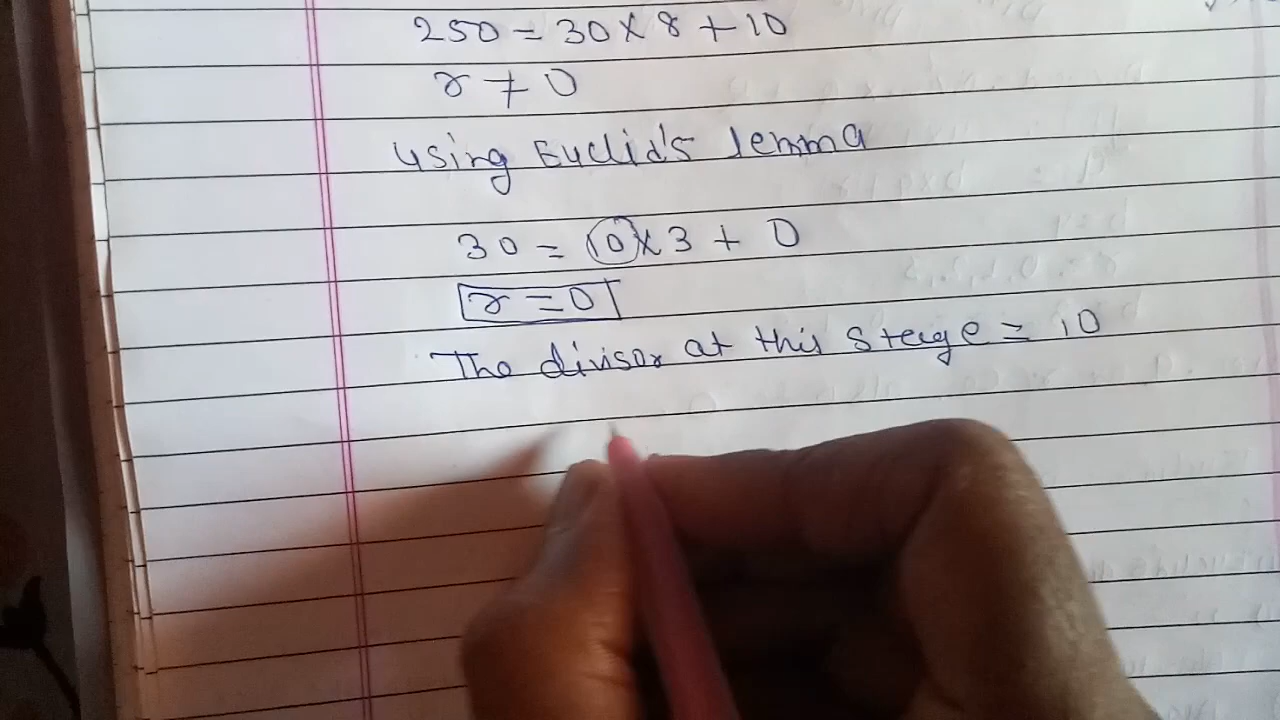 250 = 30 × 8 + 10
r ≠ 0
Using Euclid's lemma
30 = 10 × 3 + 0
r = 0
The divisor at this stage = 10